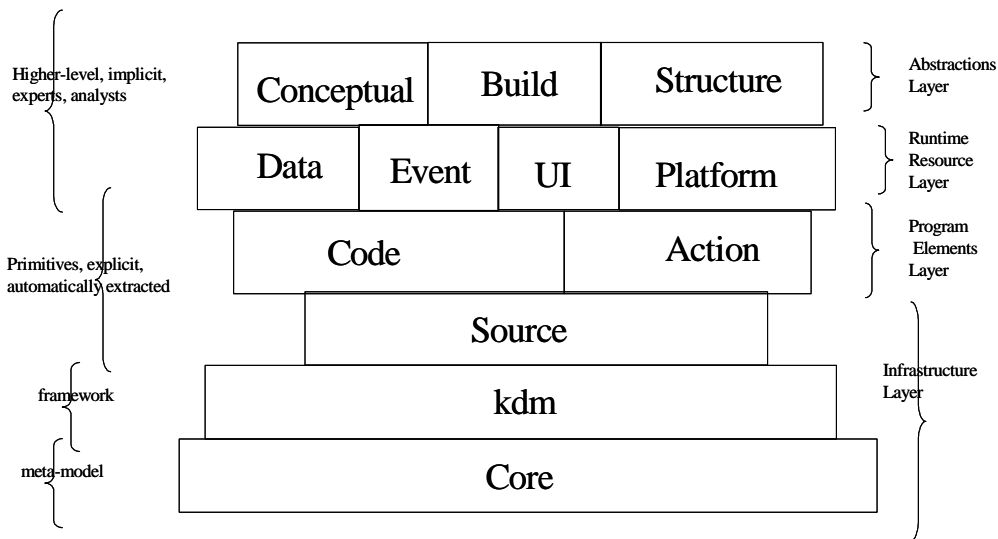 Higher-level, implicit,
experts, analysts
Conceptual
Build
Structure
Abstractions
Layer
Data
Event
UI
Platform
Runtime
Resource
Layer
Primitives, explicit,
automatically extracted
Code
Action
Program
Elements
Layer
Source
framework
kdm
Infrastructure
Layer
meta-model
Core